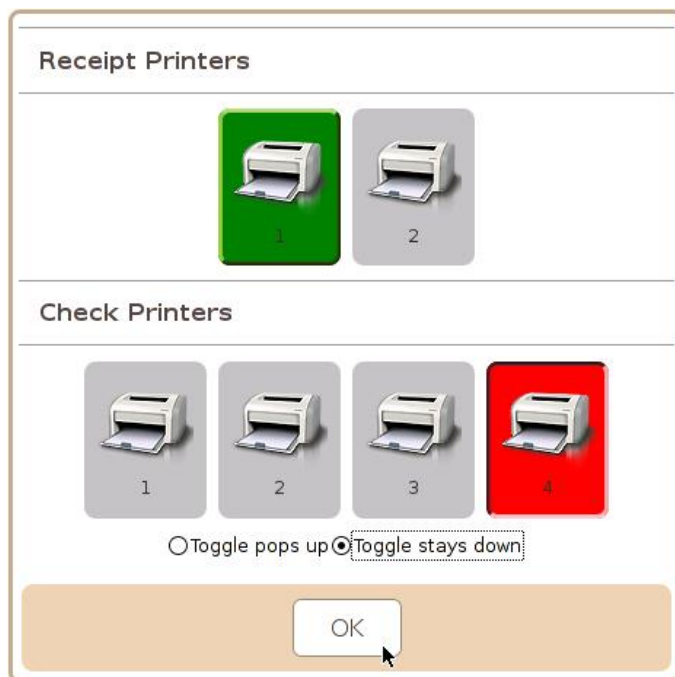 Receipt Printers
1 2
Check Printers
1 2 3 4
Toggle pops up Toggle stays down
OK